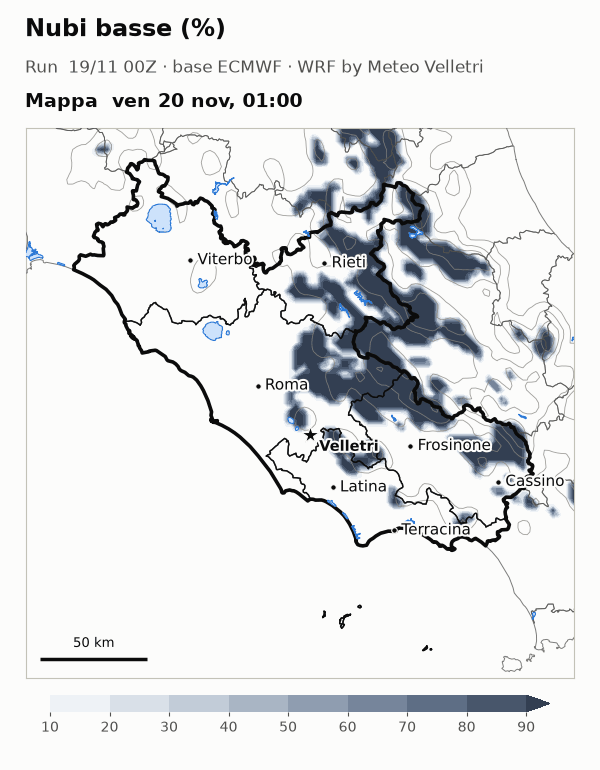 Nubi basse (%)
Run  19/11 00Z · base ECMWF · WRF by Meteo Velletri
Mappa  ven 20 nov, 01:00
Viterbo
Rieti
Roma
Velletri
Frosinone
Latina
Cassino
Terracina
50 km
10 20 30 40 50 60 70 80 90